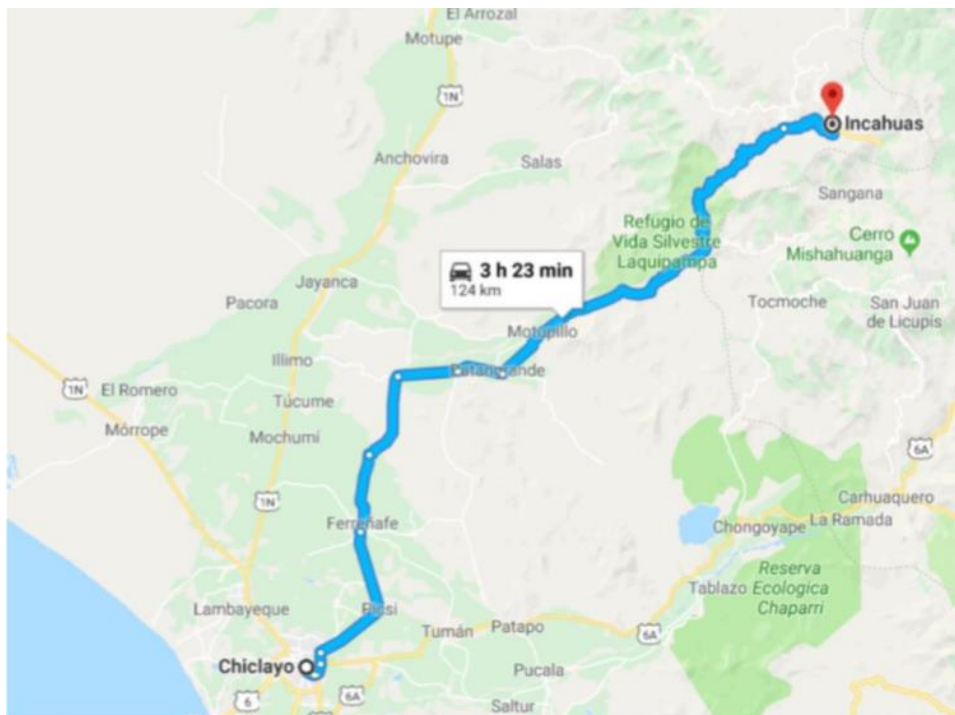 El Arrozal
Motupe
1N
Incahuas
Anchovira
Salas
Sangana
Refugio de
Vida Silvestre
Laquipampa
Cerro
Mishahuanga
3 h 23 min
124 km
Jayanca
Pacora
Tocmoche
San Juan
de Licupis
Motupillo
Illimo
1N
El Romero
Túcume
Mórrope
Mochumí
6A
1N
Carhuaquero
Ferreñafe
Chongoyape
La Ramada
Reserva
Ecologica
Chaparri
Tablazo
Lambayeque
Picsi
Tumán
Patapo
6A
Chiclayo
Pucala
6
6A
Saltur